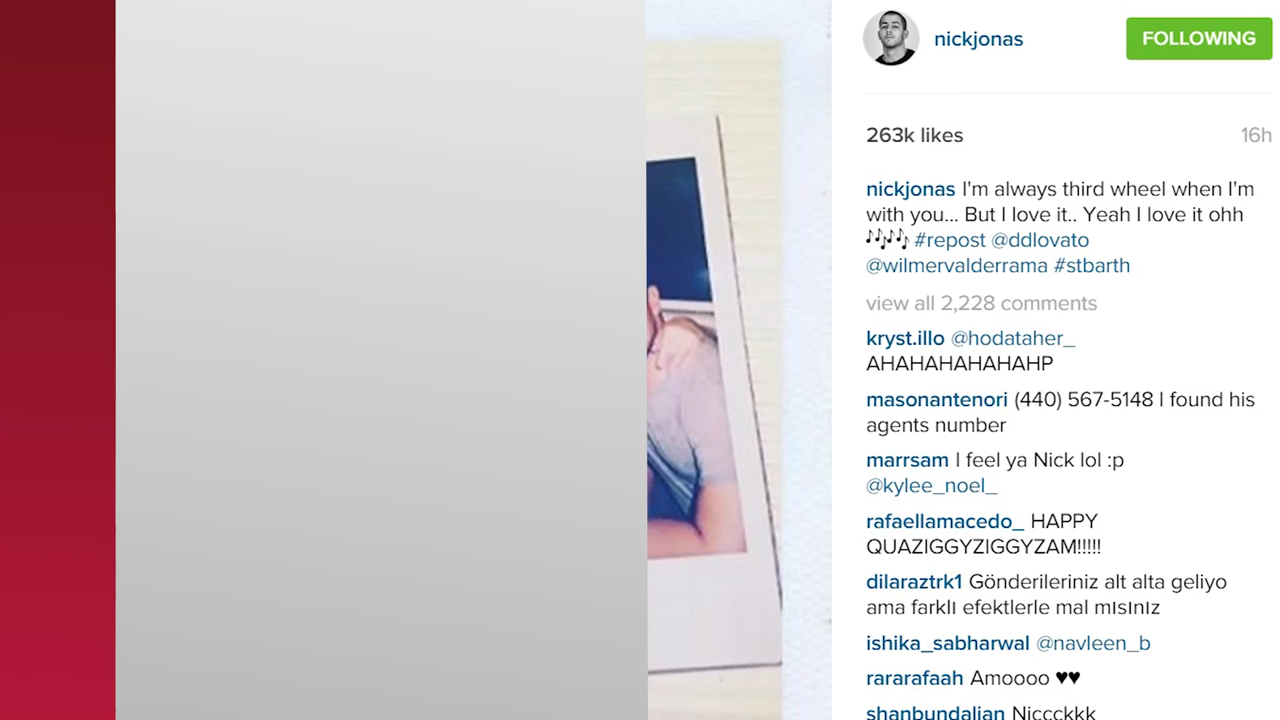 nickjonas
FOLLOWING
263k likes
16h
nickjonas I'm always third wheel when I'm
with you... But I love it.. Yeah I love it ohh
🎶🎶 #repost @ddlovato
@wilmervalderrama #stbarth
view all 2,228 comments
kryst.illo @hodataher_
AHAHAHAHAHAHP
masonantenori (440) 567-5148 I found his
agents number
marrsam I feel ya Nick lol :p
@kylee_noel_
rafaellamacedo_ HAPPY
QUAZIGGYZIGGYZAM!!!!!
dilaraztrk1 Gönderileriniz alt alta geliyo
ama farklı efektlerle mal mısınız
ishika_sabharwal @navleen_b
rararafaah Amoooo ♥♥
shanbundalian Niccckkk